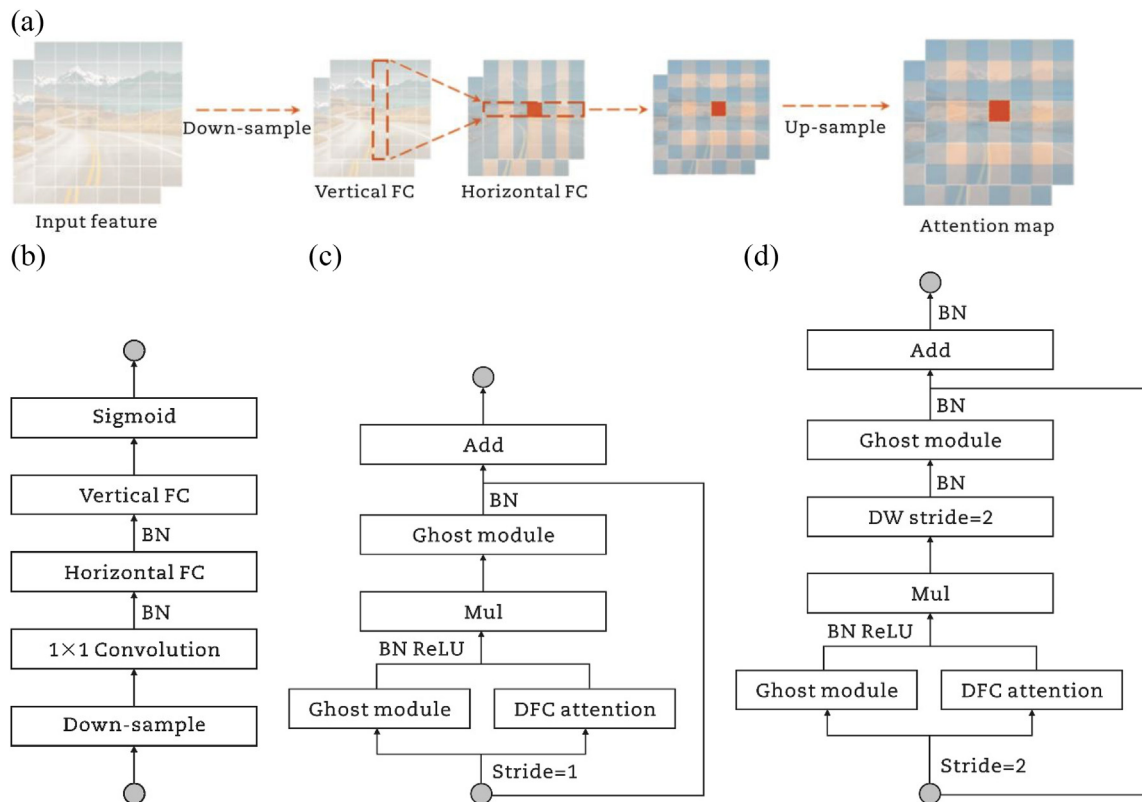 (a)
Down-sample
Up-sample
Vertical FC
Horizontal FC
Input feature
Attention map
(b)
Sigmoid
Vertical FC
BN
Horizontal FC
BN
1×1 Convolution
Down-sample
(c)
Add
BN
Ghost module
Mul
BN ReLU
Ghost module
DFC attention
Stride=1
(d)
BN
Add
BN
Ghost module
BN
DW stride=2
Mul
BN ReLU
Ghost module
DFC attention
Stride=2